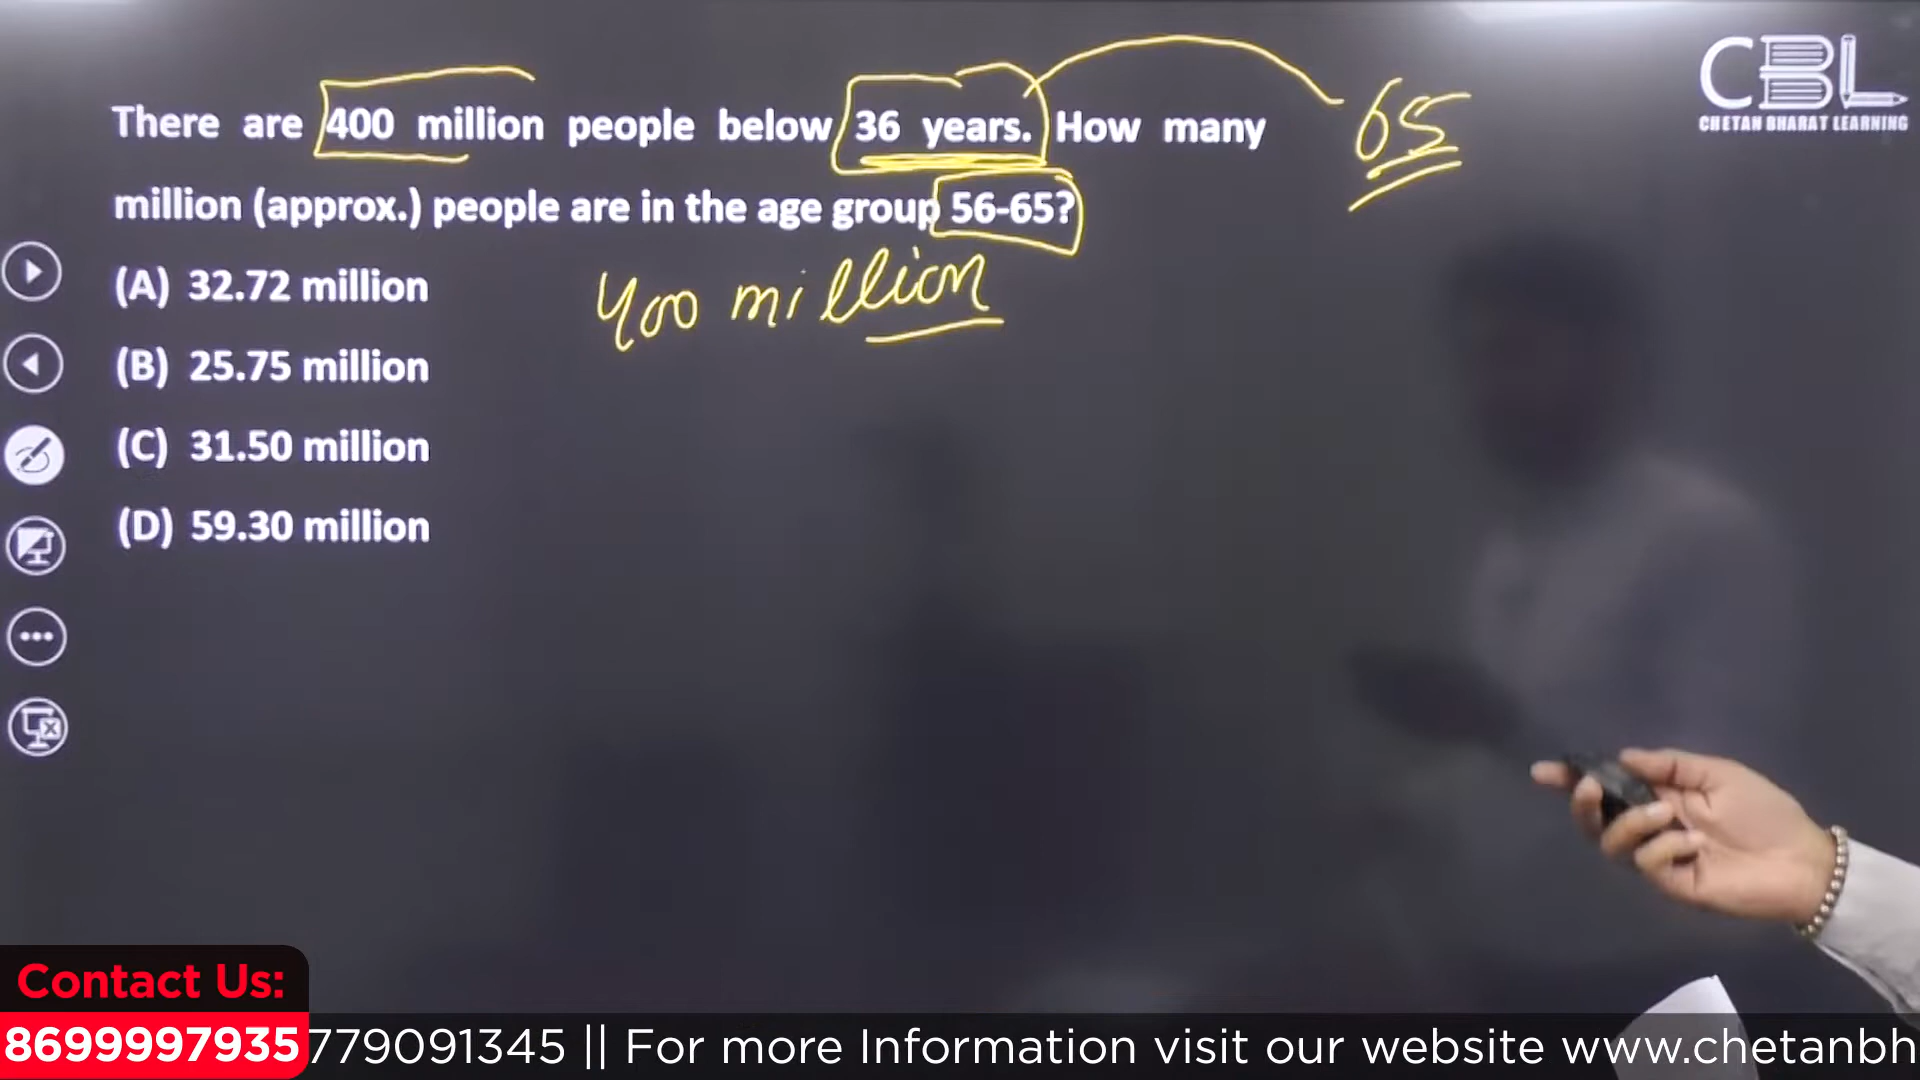 CBL
CHETAN BHARAT LEARNING
There are 400 million people below 36 years. How many
65
million (approx.) people are in the age group 56-65?
400 million
(A) 32.72 million
(B) 25.75 million
(C) 31.50 million
(D) 59.30 million
Contact Us:
8699997935 779091345 || For more Information visit our website www.chetanbh